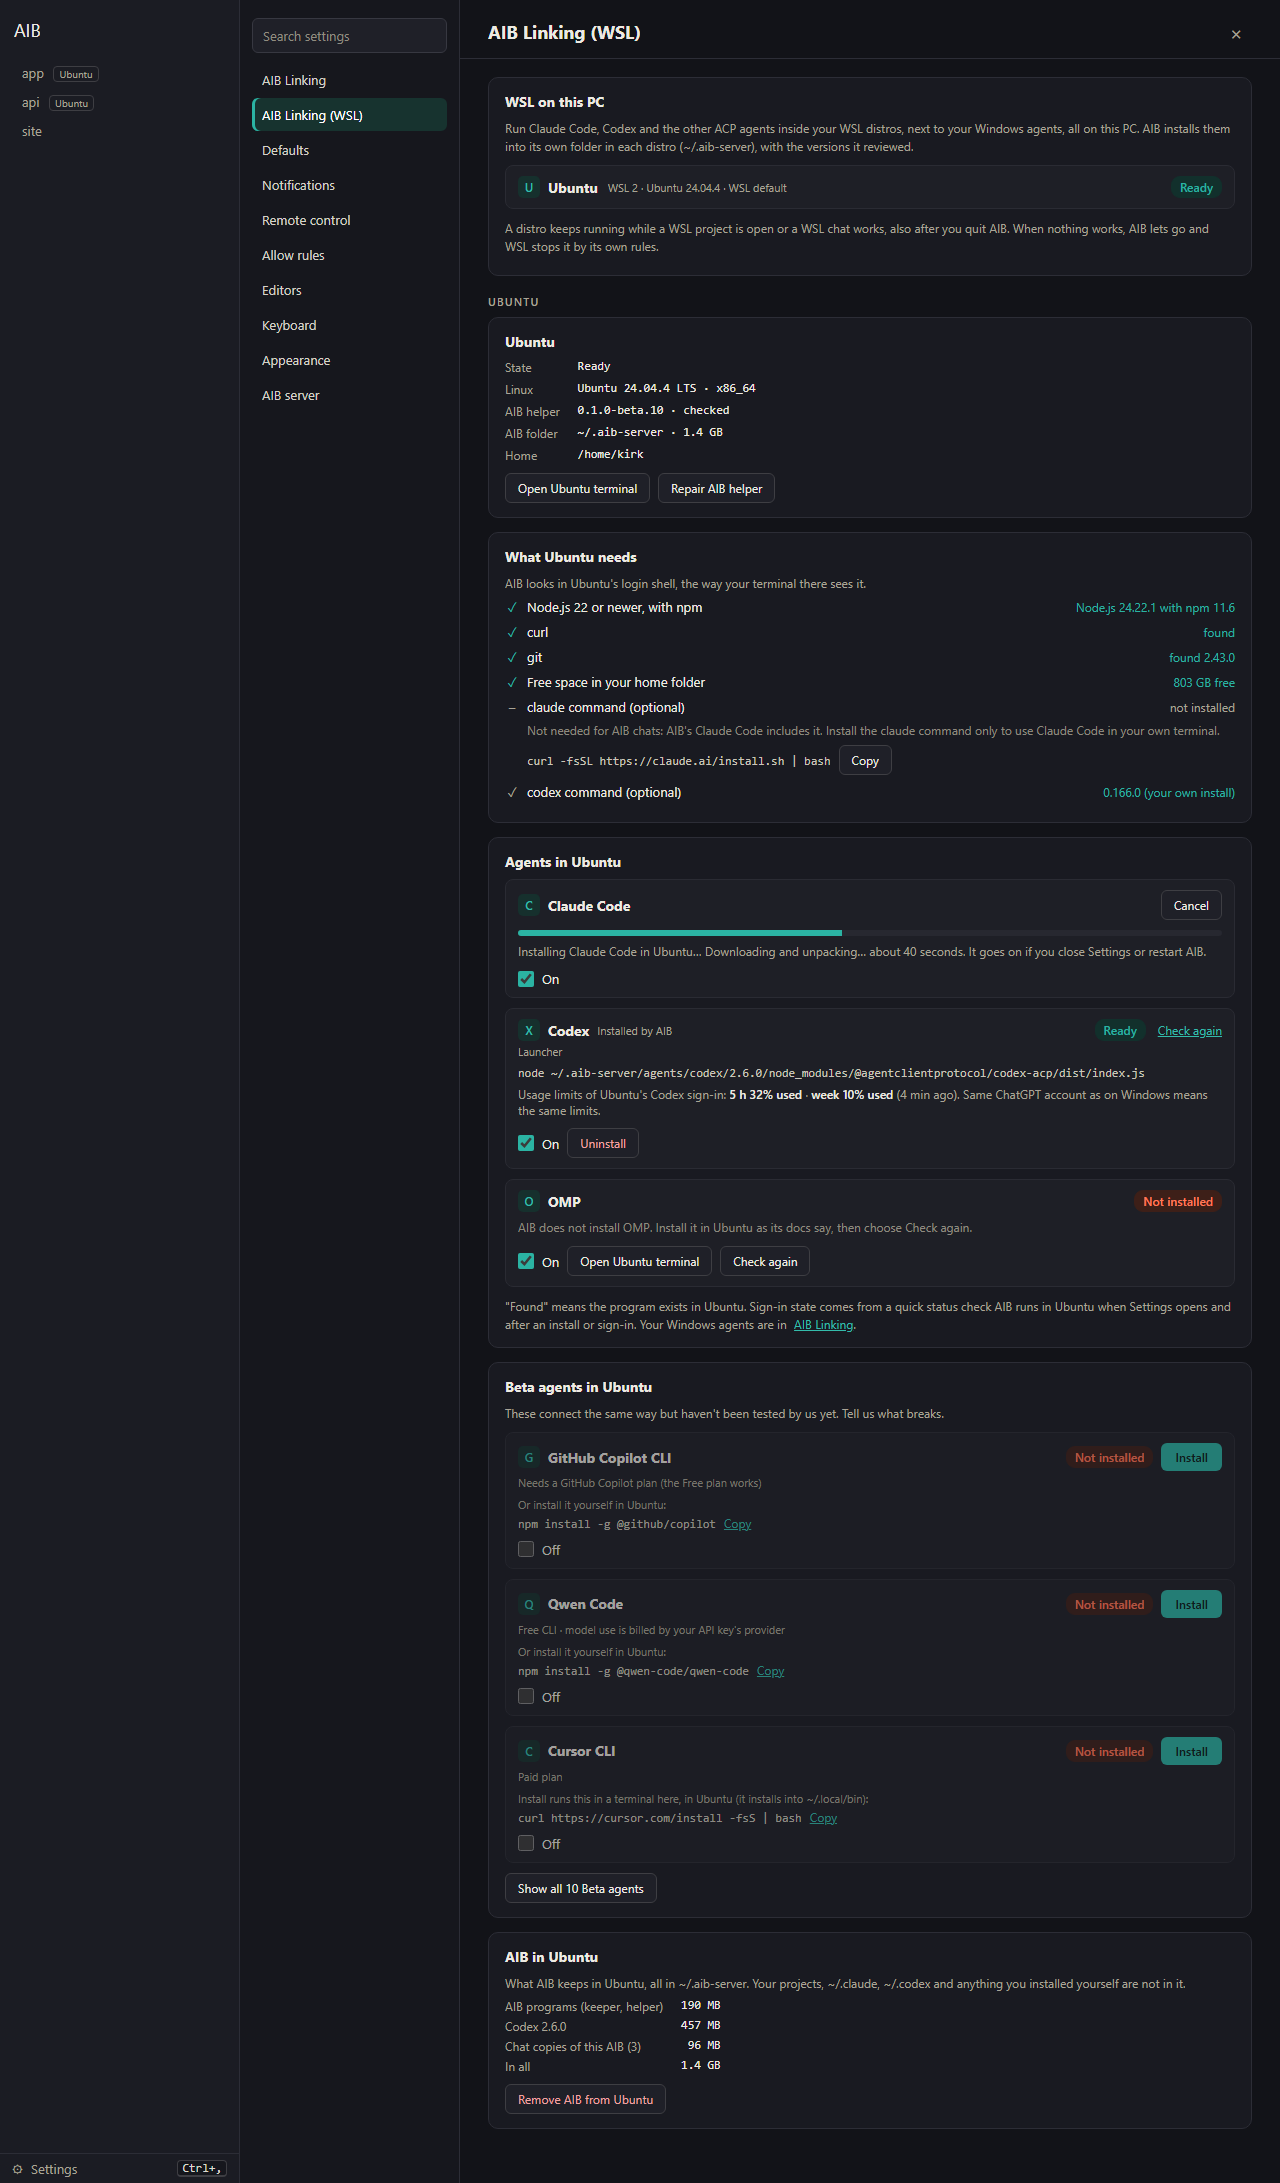 AIB
app Ubuntu
api Ubuntu
site
Settings Ctrl+,
Search settings
AIB Linking
AIB Linking (WSL)
Defaults
Notifications
Remote control
Allow rules
Editors
Keyboard
Appearance
AIB server
AIB Linking (WSL) ×
WSL on this PC
Run Claude Code, Codex and the other ACP agents inside your WSL distros, next to your Windows agents, all on this PC. AIB installs them
into its own folder in each distro (~/.aib-server), with the versions it reviewed.
U Ubuntu WSL 2 · Ubuntu 24.04.4 · WSL default Ready
A distro keeps running while a WSL project is open or a WSL chat works, also after you quit AIB. When nothing works, AIB lets go and
WSL stops it by its own rules.
UBUNTU
Ubuntu
State Ready
Linux Ubuntu 24.04.4 LTS · x86_64
AIB helper 0.1.0-beta.10 · checked
AIB folder ~/.aib-server · 1.4 GB
Home /home/kirk
Open Ubuntu terminal Repair AIB helper
What Ubuntu needs
AIB looks in Ubuntu's login shell, the way your terminal there sees it.
✓ Node.js 22 or newer, with npm Node.js 24.22.1 with npm 11.6
✓ curl found
✓ git found 2.43.0
✓ Free space in your home folder 803 GB free
– claude command (optional) not installed
Not needed for AIB chats: AIB's Claude Code includes it. Install the claude command only to use Claude Code in your own terminal.
curl -fsSL https://claude.ai/install.sh | bash Copy
✓ codex command (optional) 0.166.0 (your own install)
Agents in Ubuntu
C Claude Code Cancel
Installing Claude Code in Ubuntu... Downloading and unpacking... about 40 seconds. It goes on if you close Settings or restart AIB.
On
X Codex Installed by AIB Ready Check again
Launcher
node ~/.aib-server/agents/codex/2.6.0/node_modules/@agentclientprotocol/codex-acp/dist/index.js
Usage limits of Ubuntu's Codex sign-in: 5 h 32% used · week 10% used (4 min ago). Same ChatGPT account as on Windows means
the same limits.
On Uninstall
O OMP Not installed
AIB does not install OMP. Install it in Ubuntu as its docs say, then choose Check again.
On Open Ubuntu terminal Check again
"Found" means the program exists in Ubuntu. Sign-in state comes from a quick status check AIB runs in Ubuntu when Settings opens and
after an install or sign-in. Your Windows agents are in AIB Linking.
Beta agents in Ubuntu
These connect the same way but haven't been tested by us yet. Tell us what breaks.
G GitHub Copilot CLI Not installed Install
Needs a GitHub Copilot plan (the Free plan works)
Or install it yourself in Ubuntu:
npm install -g @github/copilot Copy
Off
Q Qwen Code Not installed Install
Free CLI · model use is billed by your API key's provider
Or install it yourself in Ubuntu:
npm install -g @qwen-code/qwen-code Copy
Off
C Cursor CLI Not installed Install
Paid plan
Install runs this in a terminal here, in Ubuntu (it installs into ~/.local/bin):
curl https://cursor.com/install -fsS | bash Copy
Off
Show all 10 Beta agents
AIB in Ubuntu
What AIB keeps in Ubuntu, all in ~/.aib-server. Your projects, ~/.claude, ~/.codex and anything you installed yourself are not in it.
AIB programs (keeper, helper) 190 MB
Codex 2.6.0 457 MB
Chat copies of this AIB (3) 96 MB
In all 1.4 GB
Remove AIB from Ubuntu